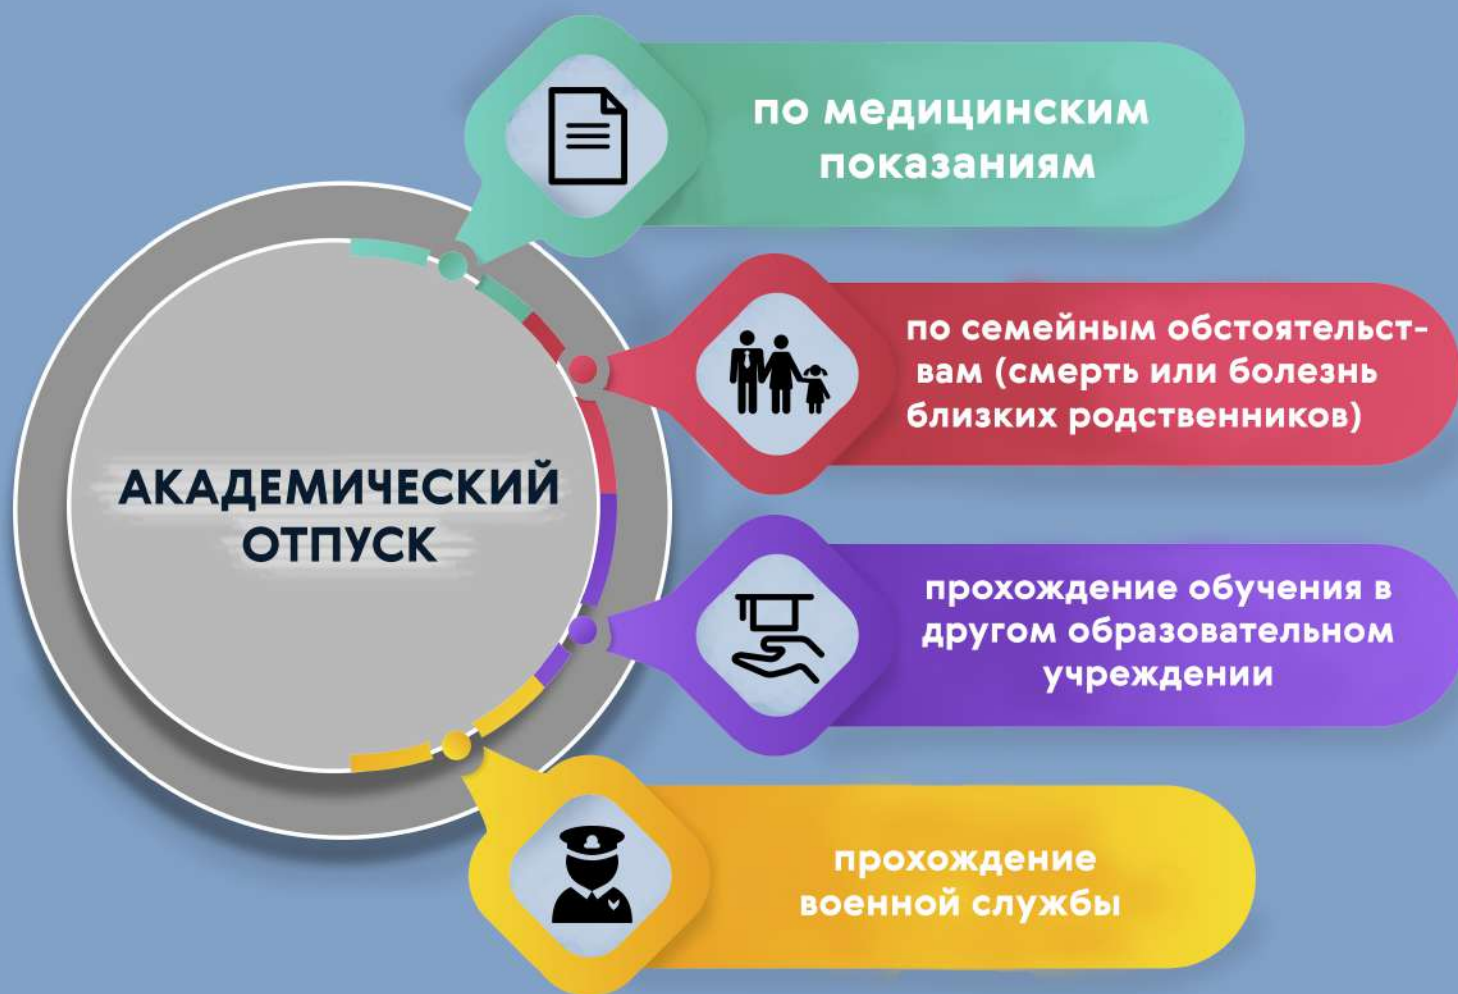 по медицинским
показаниям
по семейным обстоятельст-
вам (смерть или болезнь
близких родственников)
АКАДЕМИЧЕСКИЙ
ОТПУСК
прохождение обучения в
другом образовательном
учреждении
прохождение
военной службы